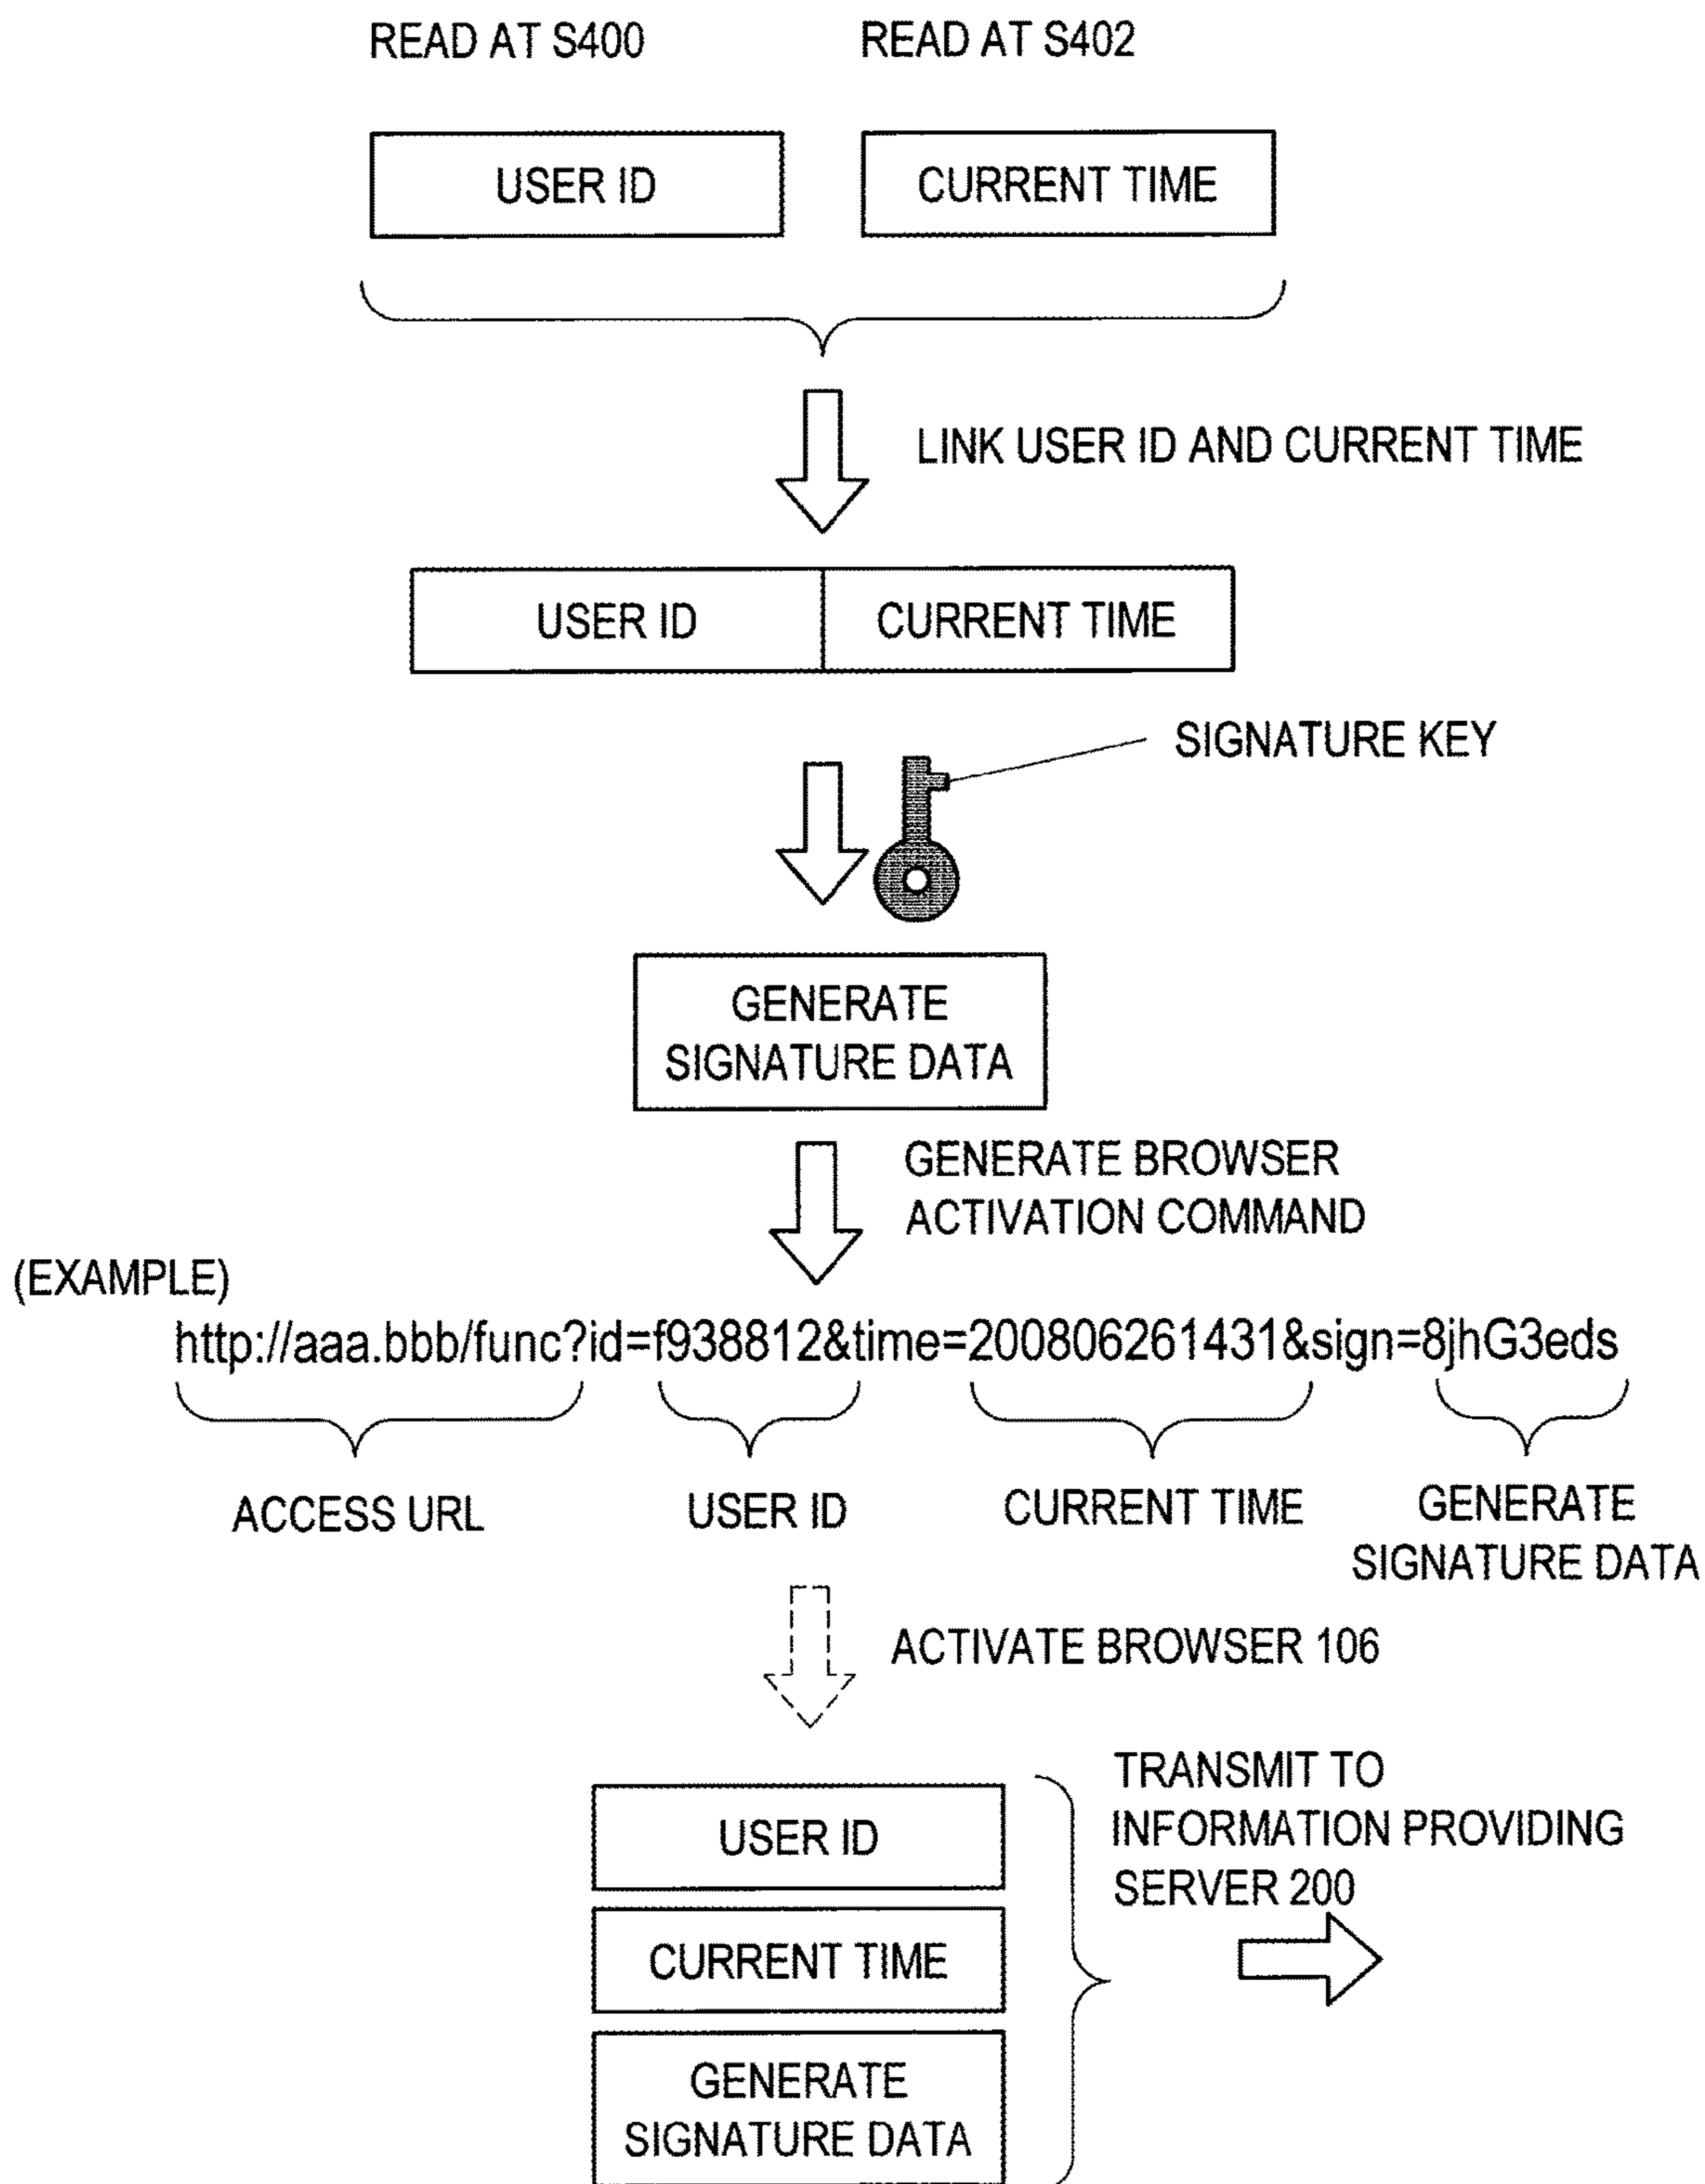 READ AT S400
READ AT S402
USER ID
CURRENT TIME
LINK USER ID AND CURRENT TIME
USER ID
CURRENT TIME
SIGNATURE KEY
GENERATE
SIGNATURE DATA
GENERATE BROWSER
ACTIVATION COMMAND
(EXAMPLE)
http://aaa.bbb/func?id=f938812&time=200806261431&sign=8jhG3eds
ACCESS URL
USER ID
CURRENT TIME
GENERATE
SIGNATURE DATA
ACTIVATE BROWSER 106
TRANSMIT TO
INFORMATION PROVIDING
SERVER 200
USER ID
CURRENT TIME
GENERATE
SIGNATURE DATA